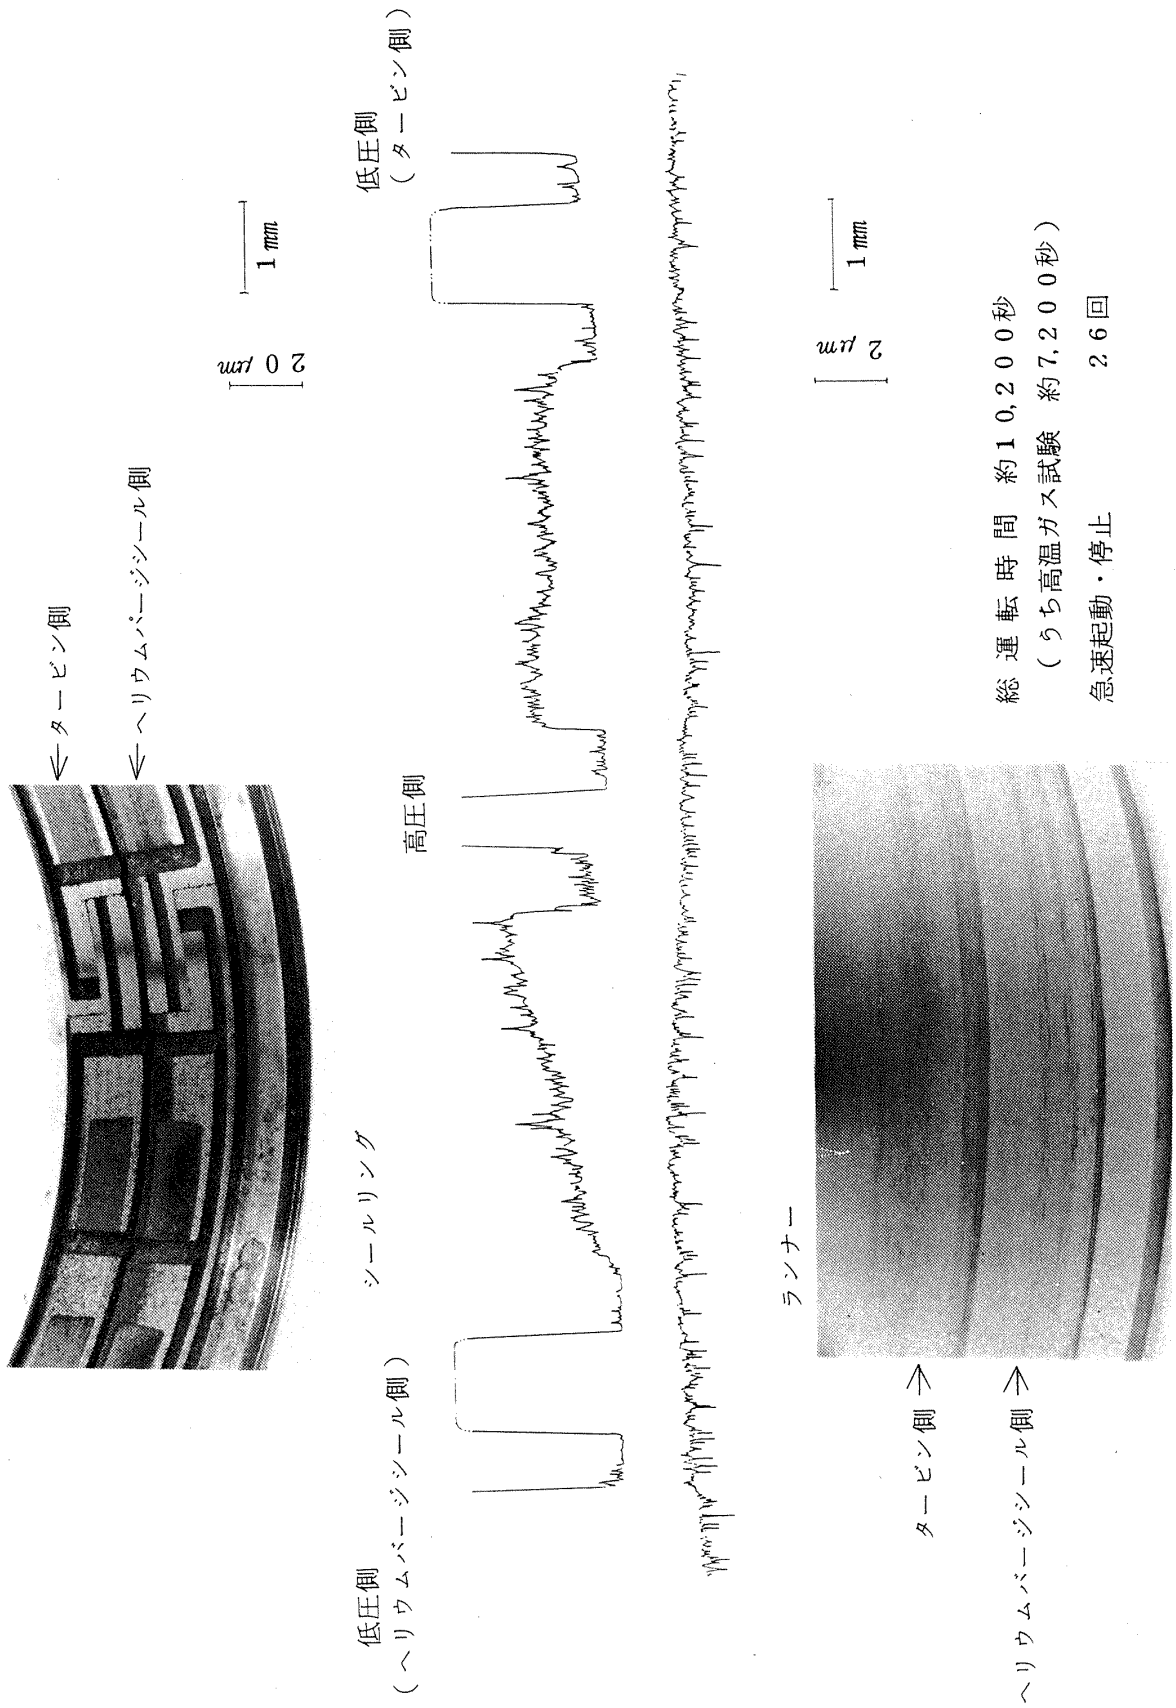 ←タービン側
←ヘリウムパージシール側
シールリング
20 μm
1 mm
低圧側
(ヘリウムパージシール側)
高圧側
低圧側
(タービン側)
ランナー
2 μm
1 mm
タービン側→
ヘリウムパージシール側→
総運転時間 約10,200秒
(うち高温ガス試験 約7,200秒)
急速起動・停止 26回